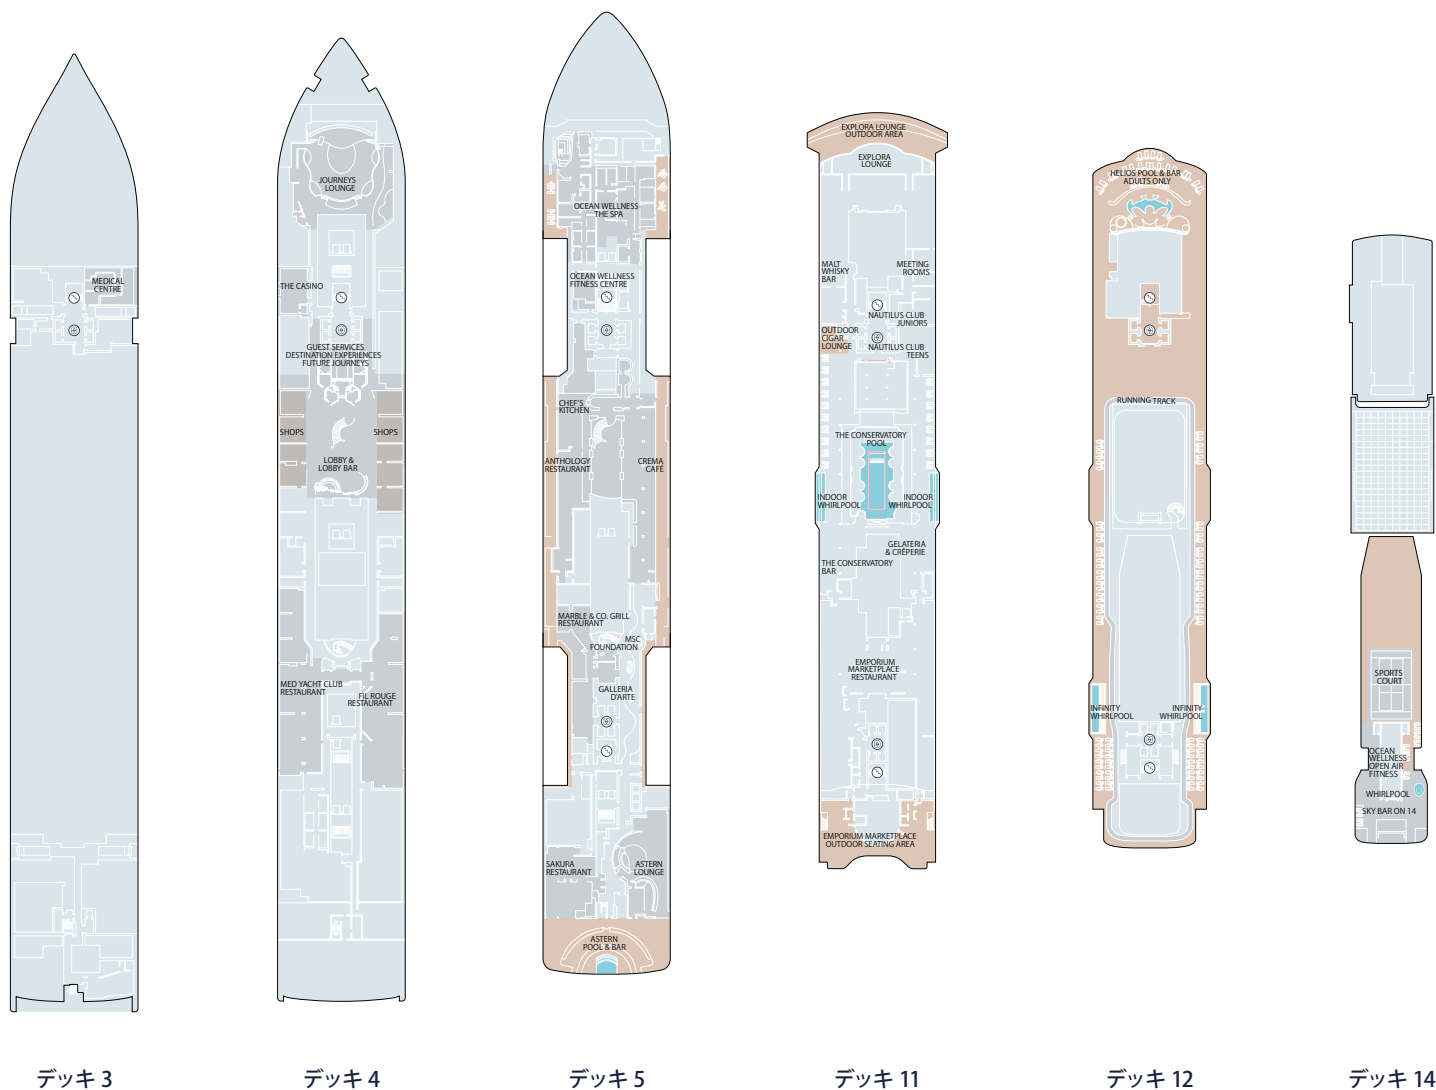 MEDICAL
CENTRE
デッキ 3
JOURNEYS
LOUNGE
THE CASINO
GUEST SERVICES
DESTINATION EXPERIENCES
FUTURE JOURNEYS
SHOPS
SHOPS
LOBBY &
LOBBY BAR
MED YACHT CLUB
RESTAURANT
FIL ROUGE
RESTAURANT
デッキ 4
OCEAN WELLNESS
THE SPA
OCEAN WELLNESS
FITNESS CENTRE
CHEF'S
KITCHEN
ANTHOLOGY
RESTAURANT
CREMA
CAFÉ
MARBLE & CO. GRILL
RESTAURANT
MSC
FOUNDATION
GALLERIA
D'ARTE
SAKURA
RESTAURANT
ASTERN
LOUNGE
ASTERN
POOL & BAR
デッキ 5
EXPLORA LOUNGE
OUTDOOR AREA
EXPLORA
LOUNGE
MALT
WHISKY
BAR
MEETING
ROOMS
NAUTILUS CLUB
JUNIORS
OUTDOOR
CIGAR
LOUNGE
NAUTILUS CLUB
TEENS
THE CONSERVATORY
POOL
INDOOR
WHIRLPOOL
INDOOR
WHIRLPOOL
GELATERIA
& CRÊPERIE
THE CONSERVATORY
BAR
EMPORIUM
MARKETPLACE
RESTAURANT
EMPORIUM MARKETPLACE
OUTDOOR SEATING AREA
デッキ 11
HELIOS POOL & BAR
ADULTS ONLY
RUNNING TRACK
INFINITY
WHIRLPOOL
INFINITY
WHIRLPOOL
デッキ 12
SPORTS
COURT
OCEAN
WELLNESS
OPEN AIR
FITNESS
WHIRLPOOL
SKY BAR ON 14
デッキ 14